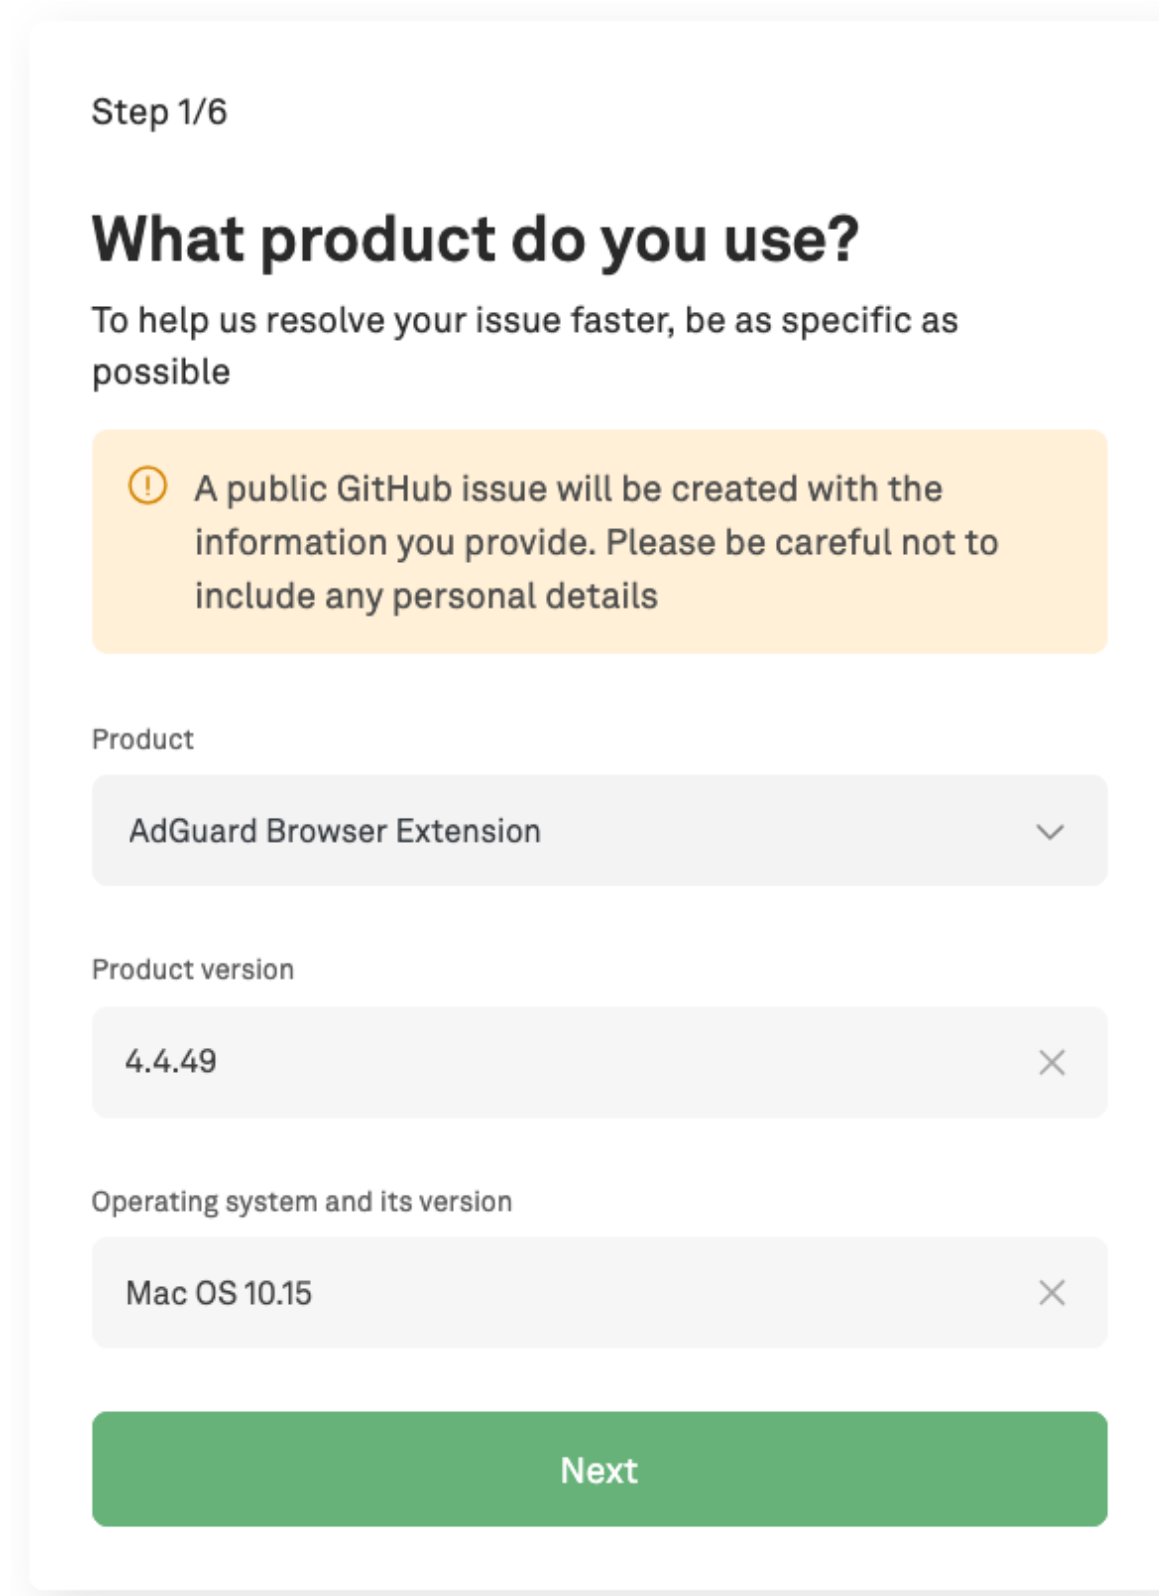 Step 1/6
What product do you use?
To help us resolve your issue faster, be as specific as
possible
A public GitHub issue will be created with the
information you provide. Please be careful not to
include any personal details
Product
AdGuard Browser Extension
Product version
4.4.49
Operating system and its version
Mac OS 10.15
Next